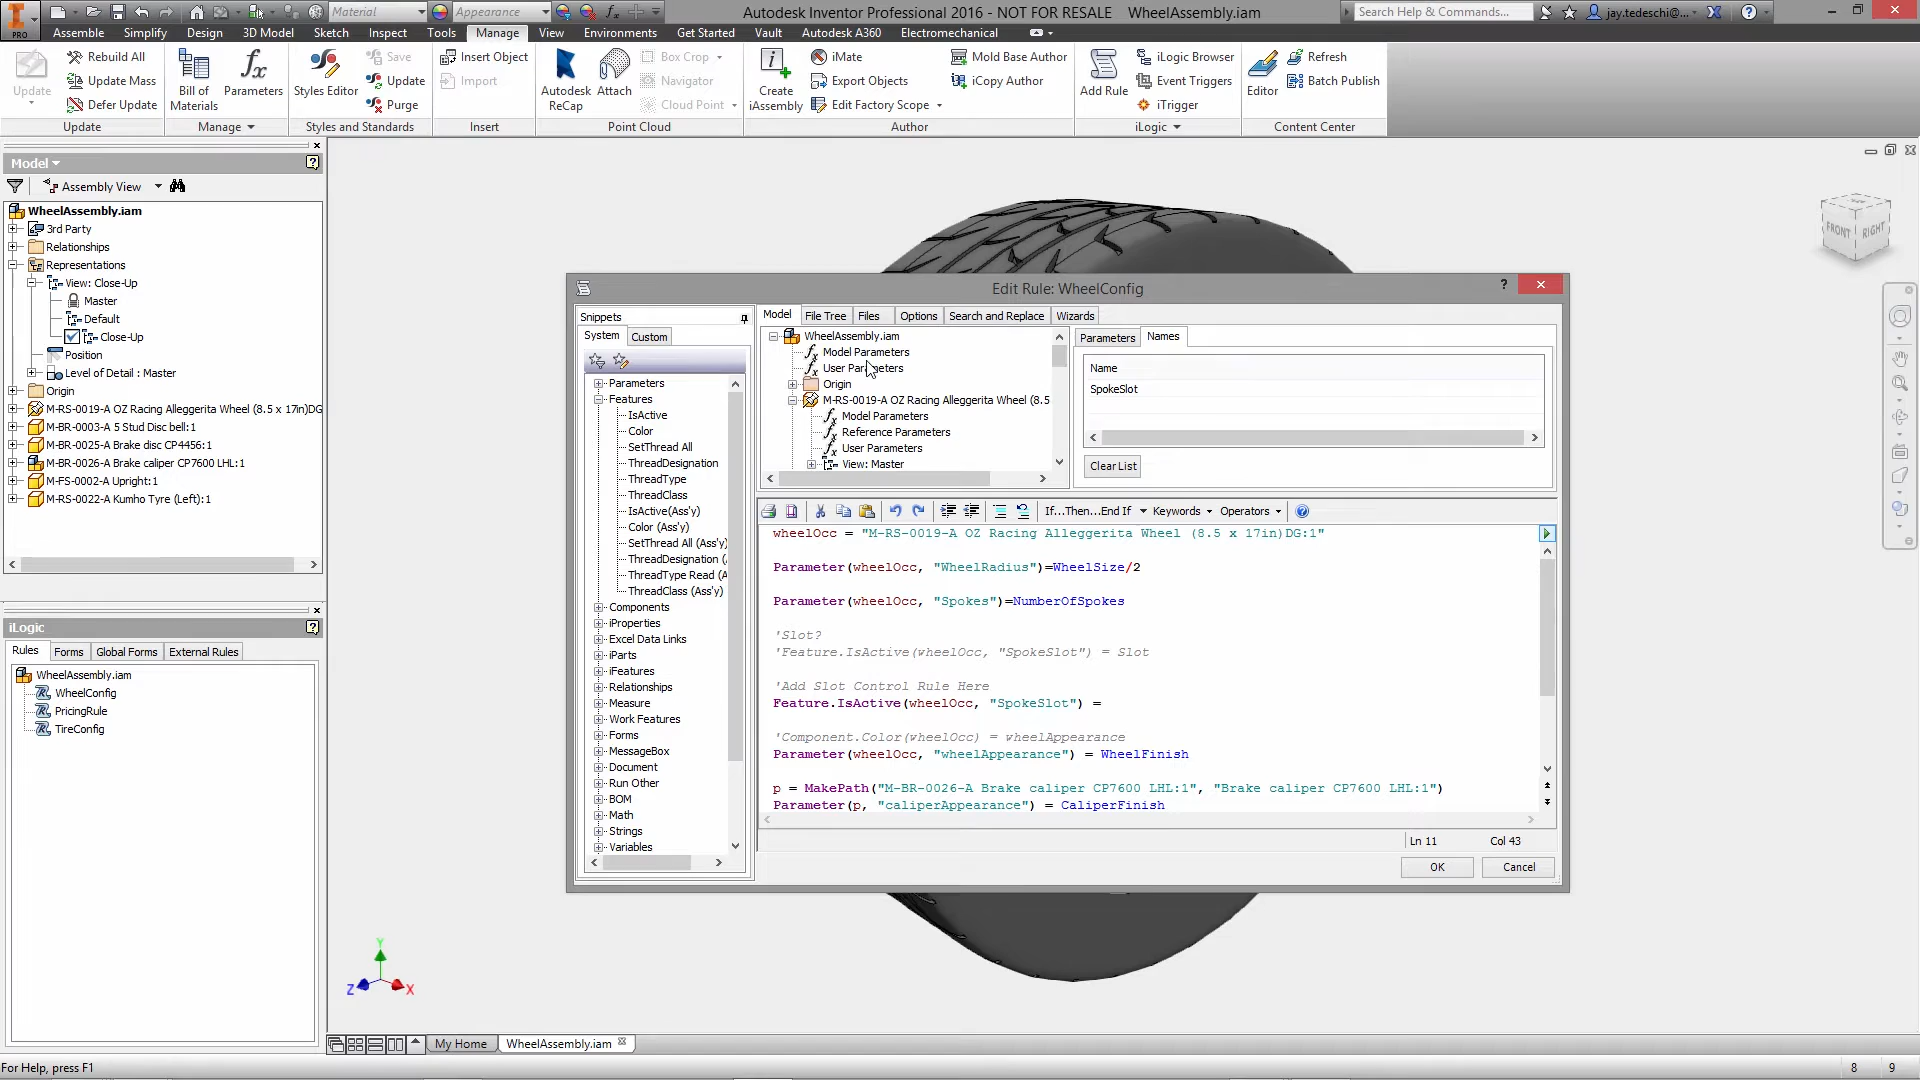 PRO
Material
Appearance
Autodesk Inventor Professional 2016 - NOT FOR RESALE WheelAssembly.iam
Search Help & Commands...
jay.tedeschi@...
Assemble Simplify Design 3D Model Sketch Inspect Tools Manage View Environments Get Started Vault Autodesk A360 Electromechanical
Update
Rebuild All
Update Mass
Defer Update
Update
Bill of Materials
Parameters
Manage
Styles Editor
Save
Update
Purge
Styles and Standards
Insert Object
Import
Insert
Autodesk ReCap
Attach
Box Crop
Navigator
Cloud Point
Point Cloud
Create iAssembly
iMate
Export Objects
Edit Factory Scope
Mold Base Author
iCopy Author
Author
Add Rule
iLogic Browser
Event Triggers
iTrigger
iLogic
Editor
Refresh
Batch Publish
Content Center
Model
Assembly View
WheelAssembly.iam
3rd Party
Relationships
Representations
View: Close-Up
Master
Default
Close-Up
Position
Level of Detail : Master
Origin
M-RS-0019-A OZ Racing Alleggerita Wheel (8.5 x 17in)DG
M-BR-0003-A 5 Stud Disc bell:1
M-BR-0025-A Brake disc CP4456:1
M-BR-0026-A Brake caliper CP7600 LHL:1
M-FS-0002-A Upright:1
M-RS-0022-A Kumho Tyre (Left):1
iLogic
Rules Forms Global Forms External Rules
WheelAssembly.iam
WheelConfig
PricingRule
TireConfig
FRONT RIGHT
Edit Rule: WheelConfig
Snippets
System Custom
Parameters
Features
IsActive
Color
SetThread All
ThreadDesignation
ThreadType
ThreadClass
IsActive(Ass'y)
Color (Ass'y)
SetThread All (Ass'y)
ThreadDesignation (
ThreadType Read (A
ThreadClass (Ass'y)
Components
iProperties
Excel Data Links
iParts
iFeatures
Relationships
Measure
Work Features
Forms
MessageBox
Document
Run Other
BOM
Math
Strings
Variables
Model File Tree Files Options Search and Replace Wizards
WheelAssembly.iam
Model Parameters
User Parameters
Origin
M-RS-0019-A OZ Racing Alleggerita Wheel (8.5
Model Parameters
Reference Parameters
User Parameters
View: Master
Parameters Names
Name
SpokeSlot
Clear List
If...Then...End If Keywords Operators
wheelOcc = "M-RS-0019-A OZ Racing Alleggerita Wheel (8.5 x 17in)DG:1"
Parameter(wheelOcc, "WheelRadius")=WheelSize/2
Parameter(wheelOcc, "Spokes")=NumberOfSpokes
'Slot?
'Feature.IsActive(wheelOcc, "SpokeSlot") = Slot
'Add Slot Control Rule Here
Feature.IsActive(wheelOcc, "SpokeSlot") =
'Component.Color(wheelOcc) = wheelAppearance
Parameter(wheelOcc, "wheelAppearance") = WheelFinish
p = MakePath("M-BR-0026-A Brake caliper CP7600 LHL:1", "Brake caliper CP7600 LHL:1")
Parameter(p, "caliperAppearance") = CaliperFinish
Ln 11 Col 43
OK Cancel
Z Y X
My Home WheelAssembly.iam
For Help, press F1
8 9